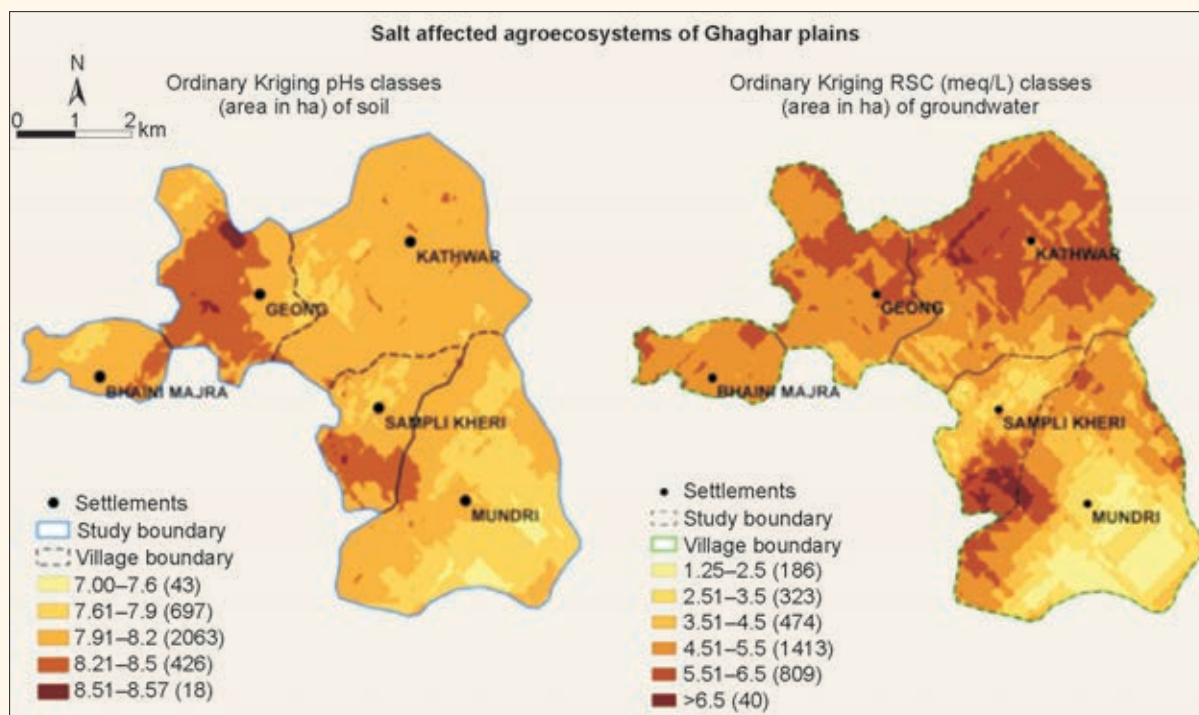 Salt affected agroecosystems of Ghaghar plains
N
0 1 2 km
Ordinary Kriging pHs classes
(area in ha) of soil
KATHWAR
GEONG
BHAINI MAJRA
SAMPLI KHERI
MUNDRI
Settlements
Study boundary
Village boundary
7.00–7.6 (43)
7.61–7.9 (697)
7.91–8.2 (2063)
8.21–8.5 (426)
8.51–8.57 (18)
Ordinary Kriging RSC (meq/L) classes
(area in ha) of groundwater
KATHWAR
GEONG
BHAINI MAJRA
SAMPLI KHERI
MUNDRI
Settlements
Study boundary
Village boundary
1.25–2.5 (186)
2.51–3.5 (323)
3.51–4.5 (474)
4.51–5.5 (1413)
5.51–6.5 (809)
>6.5 (40)